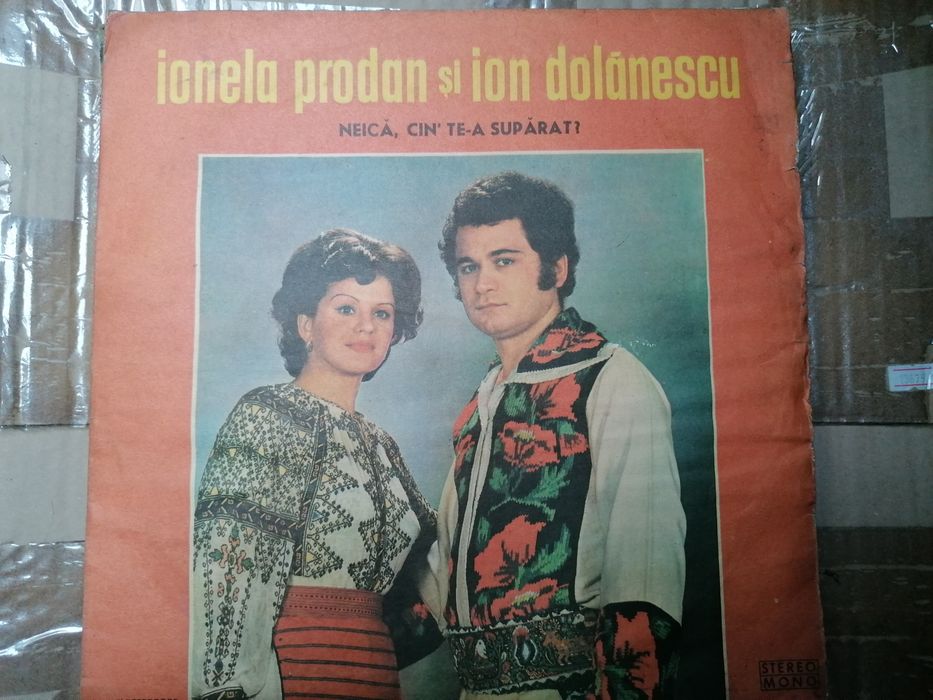 ionela prodan și ion dolănescu
NEICĂ, CIN' TE-A SUPĂRAT?
STEREO
MONO